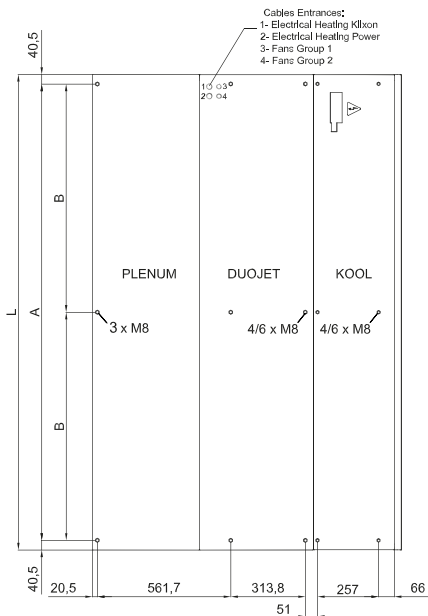 Cables Entrances:
1- Electrical Heating Klixon
2- Electrical Heating Power
3- Fans Group 1
4- Fans Group 2
40,5
1 3
2 4
B
L
A
PLENUM
DUOJET
KOOL
3 x M8
4/6 x M8
4/6 x M8
B
40,5
20,5
561,7
313,8
257
66
51